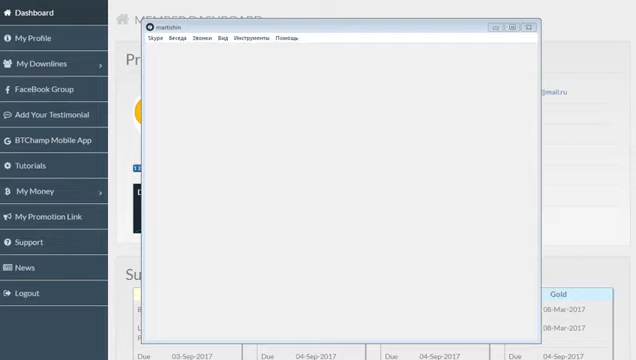 Dashboard
My Profile
My Downlines
FaceBook Group
Add Your Testimonial
BTChamp Mobile App
Tutorials
My Money
My Promotion Link
Support
News
Logout
MEMBER DASHBOARD
martishin
Skype Беседа Звонки Вид Инструменты Помощь
Pr
@mail.ru
1 2
D
Su
Gold
08-Mar-2017
08-Mar-2017
Due 03-Sep-2017 Due 04-Sep-2017 Due 04-Sep-2017 Due 04-Sep-2017